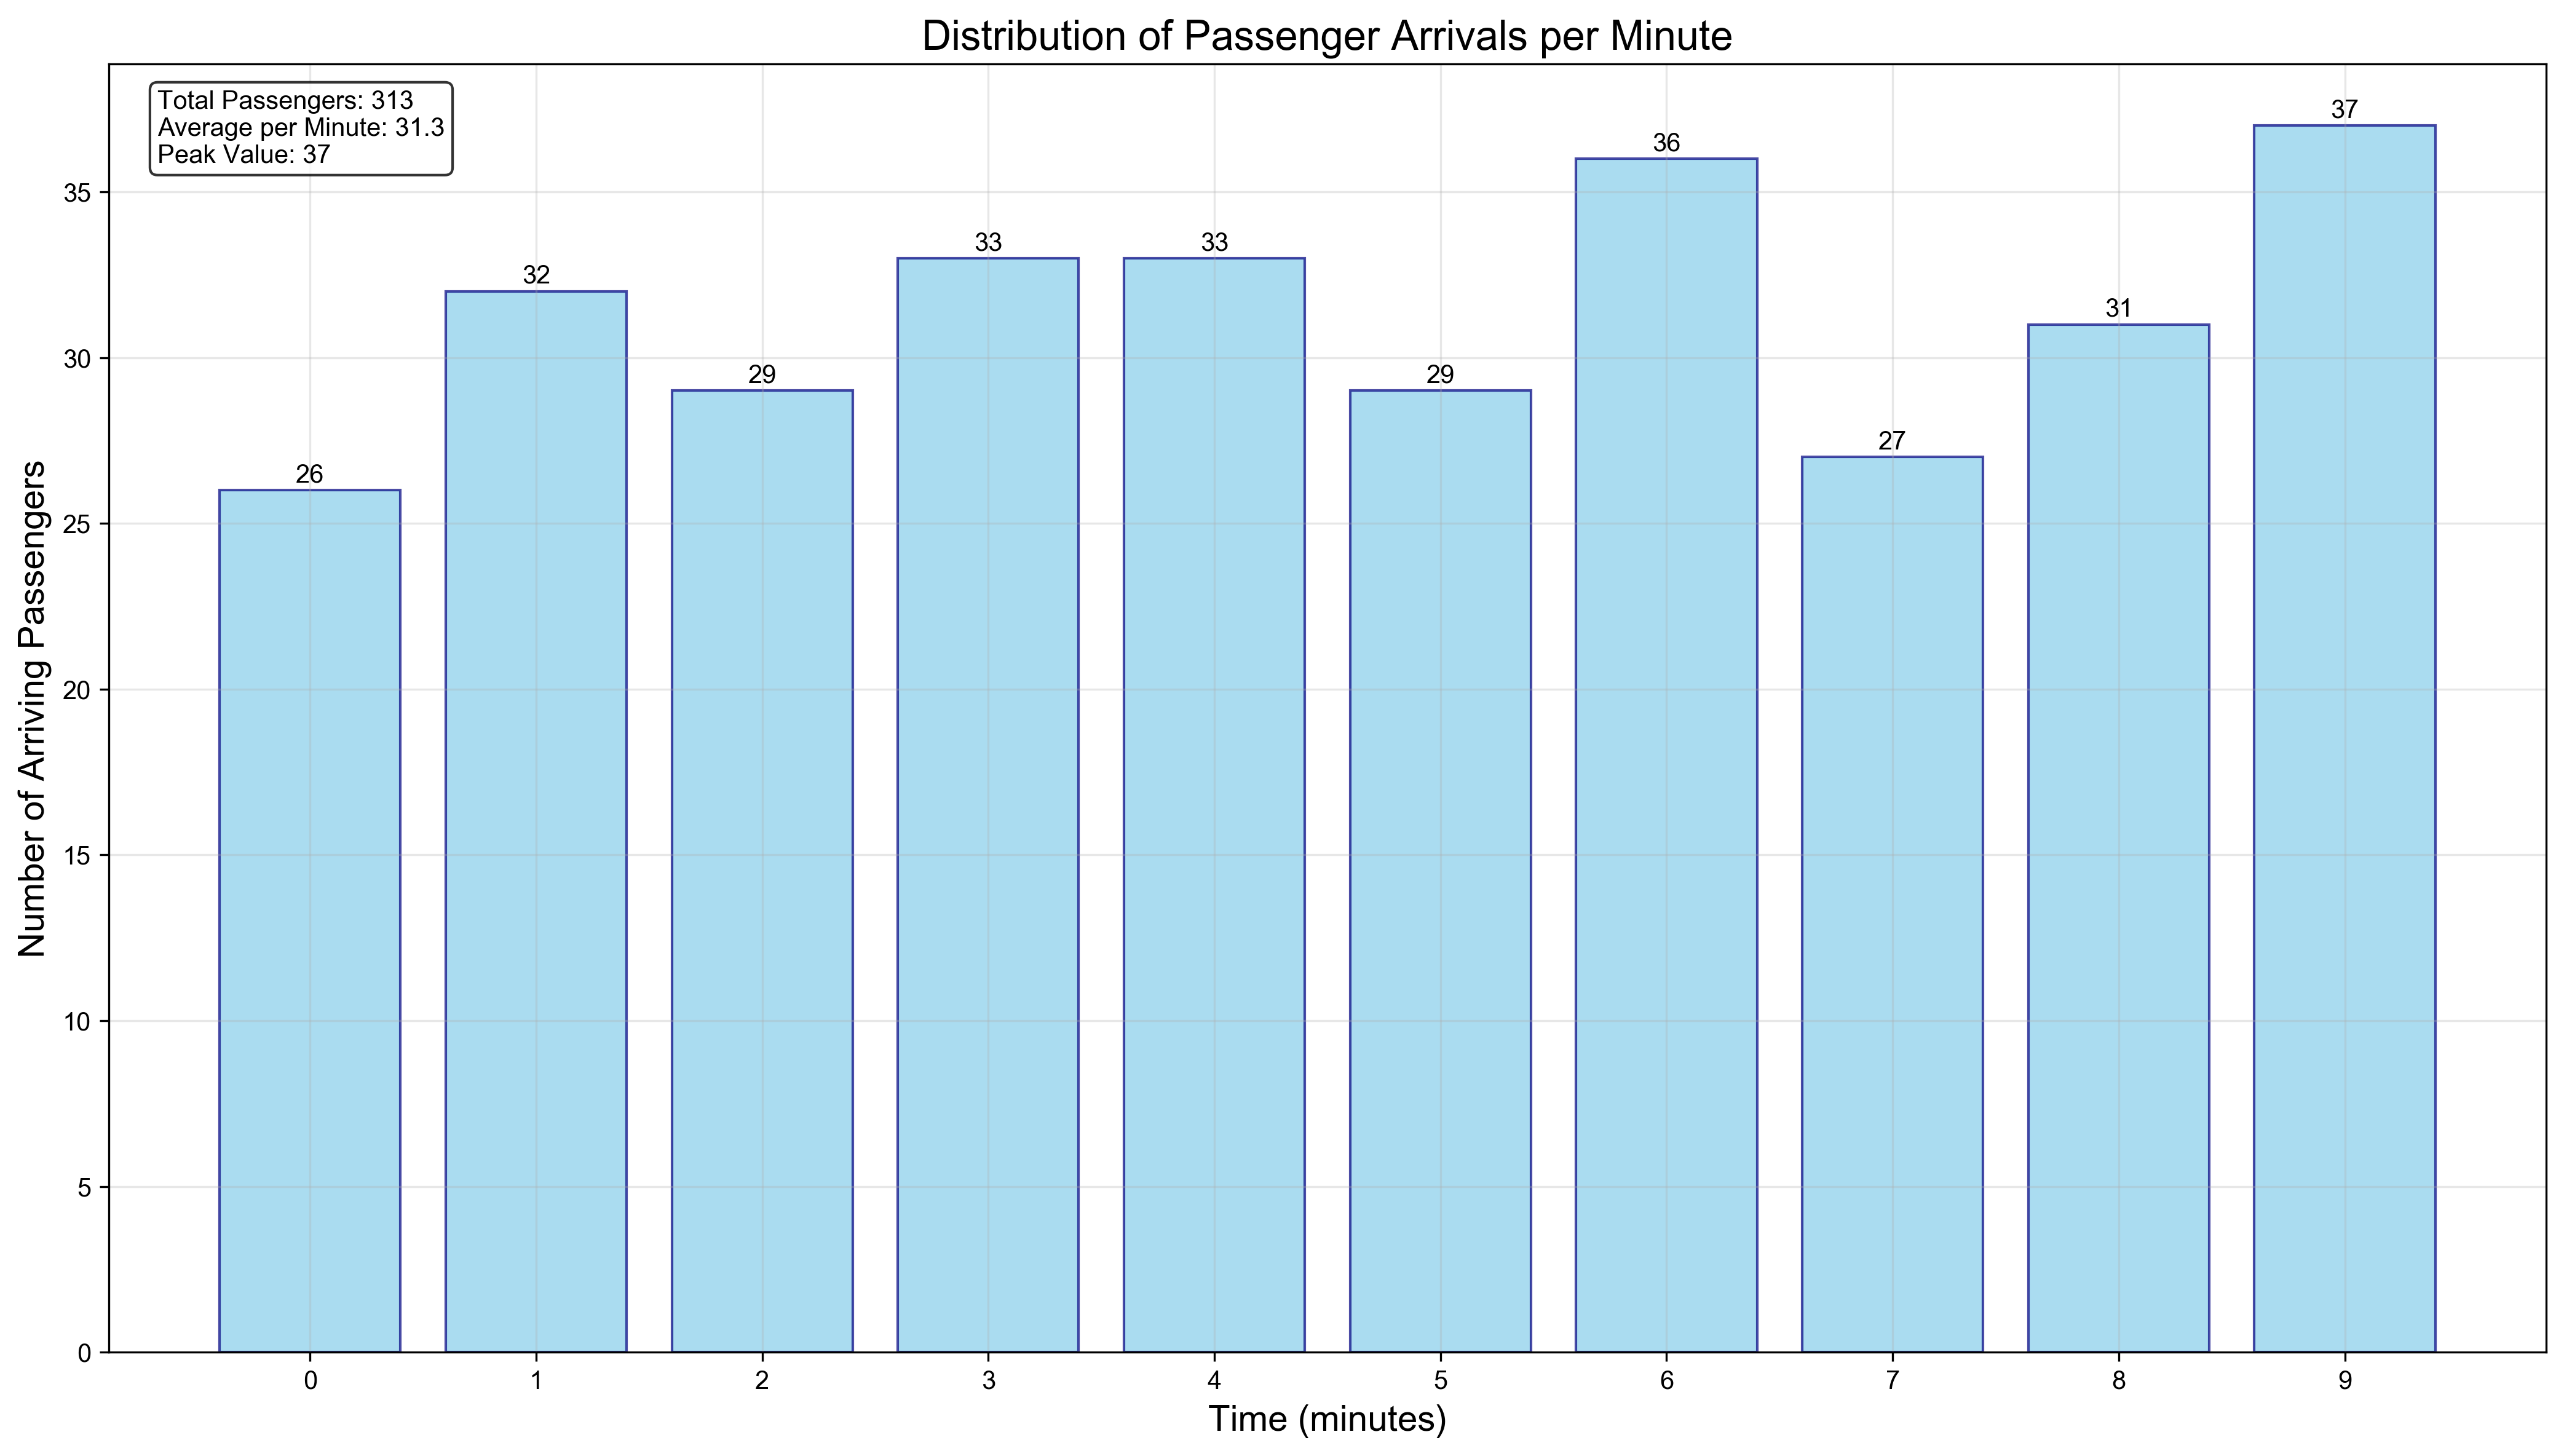 Distribution of Passenger Arrivals per Minute
Total Passengers: 313
Average per Minute: 31.3
Peak Value: 37
Number of Arriving Passengers
35
30
25
20
15
10
5
0
26
32
29
33
33
29
36
27
31
37
0 1 2 3 4 5 6 7 8 9
Time (minutes)